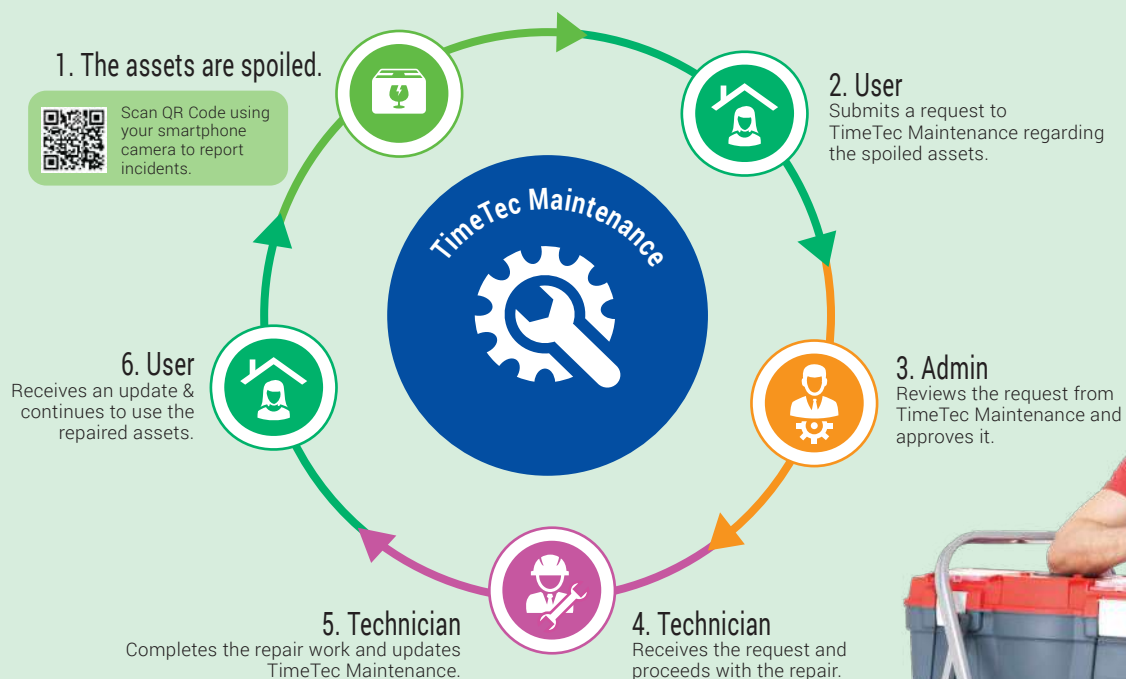 1. The assets are spoiled.
Scan QR Code using
your smartphone
camera to report
incidents.
2. User
Submits a request to
TimeTec Maintenance regarding
the spoiled assets.
TimeTec Maintenance
3. Admin
Reviews the request from
TimeTec Maintenance and
approves it.
4. Technician
Receives the request and
proceeds with the repair.
5. Technician
Completes the repair work and updates
TimeTec Maintenance.
6. User
Receives an update &
continues to use the
repaired assets.